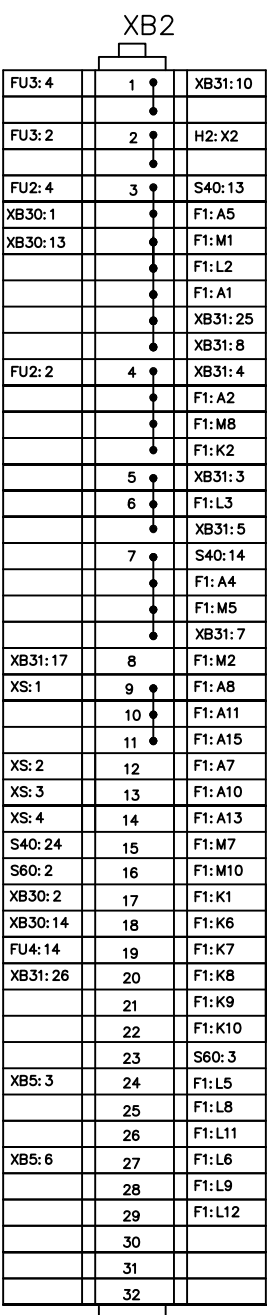 XB2
FU3:4 1 XB31:10
FU3:2 2 H2:X2
FU2:4 3 S40:13
XB30:1 F1:A5
XB30:13 F1:M1
F1:L2
F1:A1
XB31:25
XB31:8
FU2:2 4 XB31:4
F1:A2
F1:M8
F1:K2
5 XB31:3
6 F1:L3
XB31:5
7 S40:14
F1:A4
F1:M5
XB31:7
XB31:17 8 F1:M2
XS:1 9 F1:A8
10 F1:A11
11 F1:A15
XS:2 12 F1:A7
XS:3 13 F1:A10
XS:4 14 F1:A13
S40:24 15 F1:M7
S60:2 16 F1:M10
XB30:2 17 F1:K1
XB30:14 18 F1:K6
FU4:14 19 F1:K7
XB31:26 20 F1:K8
21 F1:K9
22 F1:K10
23 S60:3
XB5:3 24 F1:L5
25 F1:L8
26 F1:L11
XB5:6 27 F1:L6
28 F1:L9
29 F1:L12
30
31
32